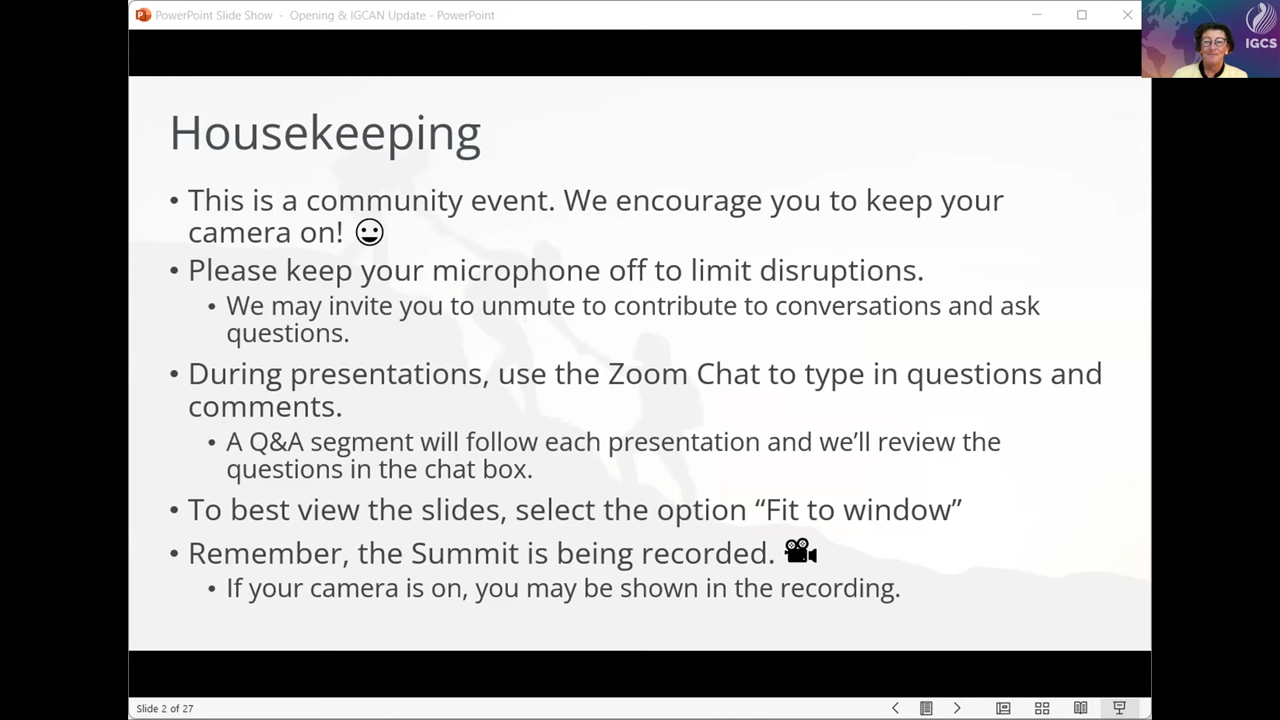 PowerPoint Slide Show - Opening & IGCAN Update - PowerPoint
IGCS
Housekeeping
• This is a community event. We encourage you to keep your
camera on!
• Please keep your microphone off to limit disruptions.
• We may invite you to unmute to contribute to conversations and ask
questions.
• During presentations, use the Zoom Chat to type in questions and
comments.
• A Q&A segment will follow each presentation and we’ll review the
questions in the chat box.
• To best view the slides, select the option “Fit to window”
• Remember, the Summit is being recorded.
• If your camera is on, you may be shown in the recording.
Slide 2 of 27